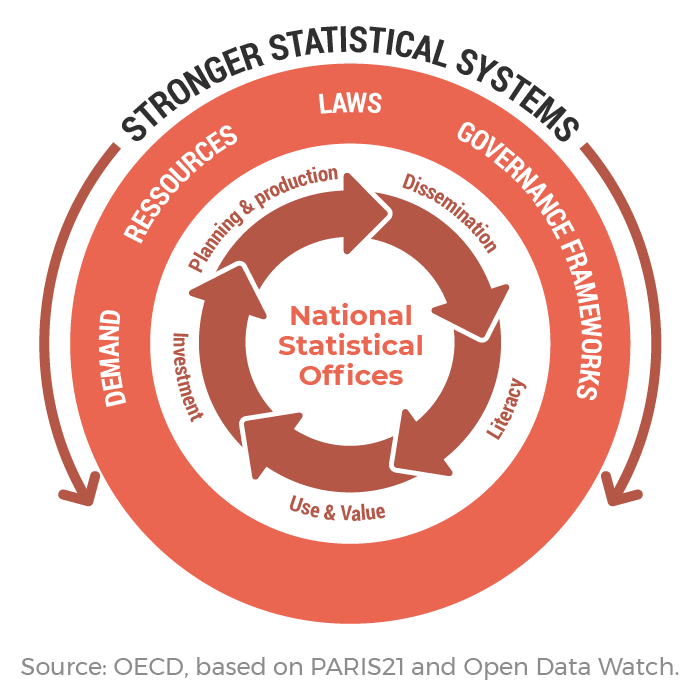 STRONGER STATISTICAL SYSTEMS
DEMAND
RESSOURCES
LAWS
GOVERNANCE FRAMEWORKS
Planning & production
Dissemination
Literacy
Use & Value
Investment
National
Statistical
Offices
Source: OECD, based on PARIS21 and Open Data Watch.